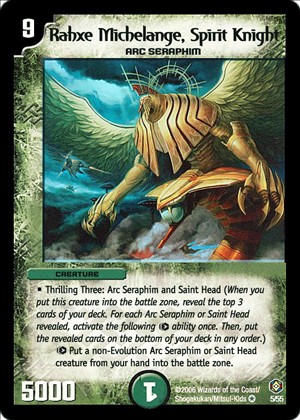 9
Rahxe Michelange, Spirit Knight
ARC SERAPHIM
CREATURE
■ Thrilling Three: Arc Seraphim and Saint Head (When you
put this creature into the battle zone, reveal the top 3
cards of your deck. For each Arc Seraphim or Saint Head
revealed, activate the following ability once. Then, put
the revealed cards on the bottom of your deck in any order.)
Put a non-Evolution Arc Seraphim or Saint Head
creature from your hand into the battle zone.
5000
1
©2006 Wizards of the Coast/
Shogakukan/Mitsui-Kids
5/55